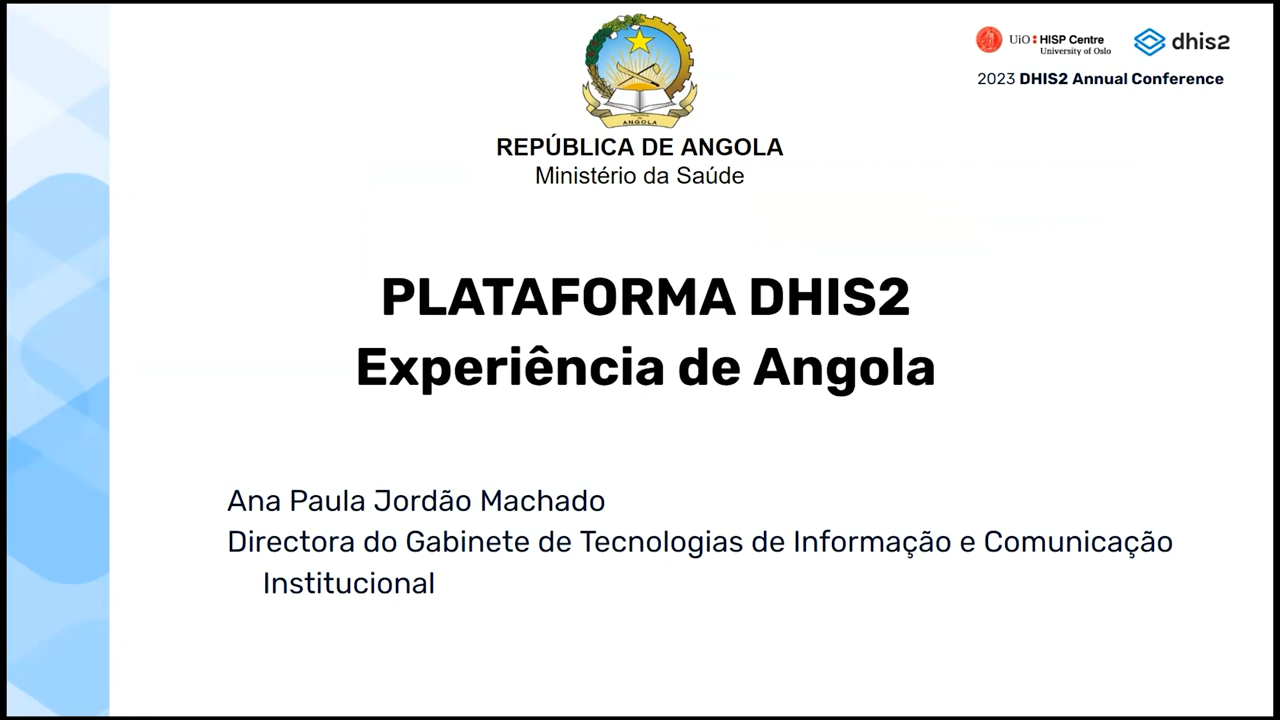 ANGOLA
REPÚBLICA DE ANGOLA
Ministério da Saúde
UiO HISP Centre
University of Oslo
dhis2
2023 DHIS2 Annual Conference
PLATAFORMA DHIS2
Experiência de Angola
Ana Paula Jordão Machado
Directora do Gabinete de Tecnologias de Informação e Comunicação
Institucional